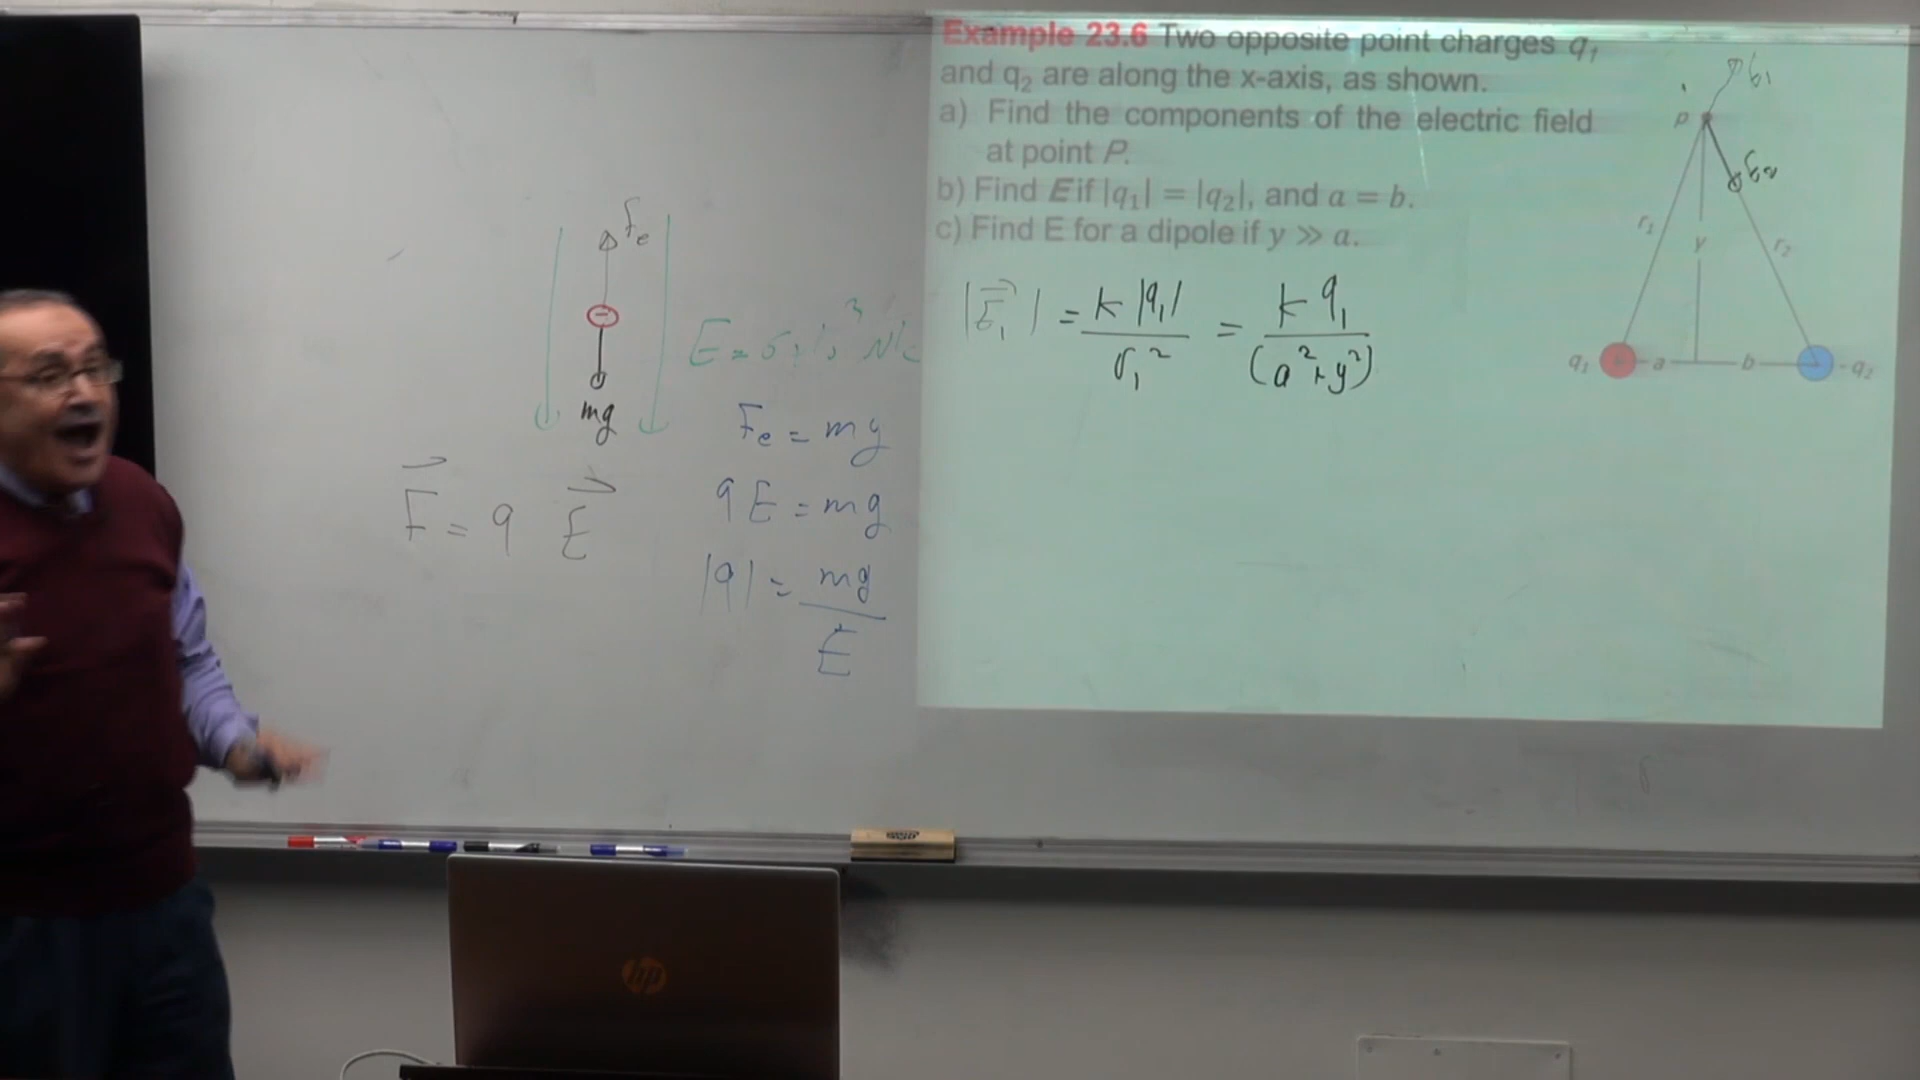 Example 23.6 Two opposite point charges q₁
and q₂ are along the x-axis, as shown.
a) Find the components of the electric field
at point P.
b) Find E if |q₁| = |q₂|, and a = b.
c) Find E for a dipole if y ≫ a.
|E⃗₁| = k|q₁| / r₁² = k q₁ / (a²+y²)
P
r₁
y
r₂
q₁
a
b
-q₂
Fe
mg
Fe = mg
qE = mg
|q| = mg / E
F⃗ = q E⃗
hp